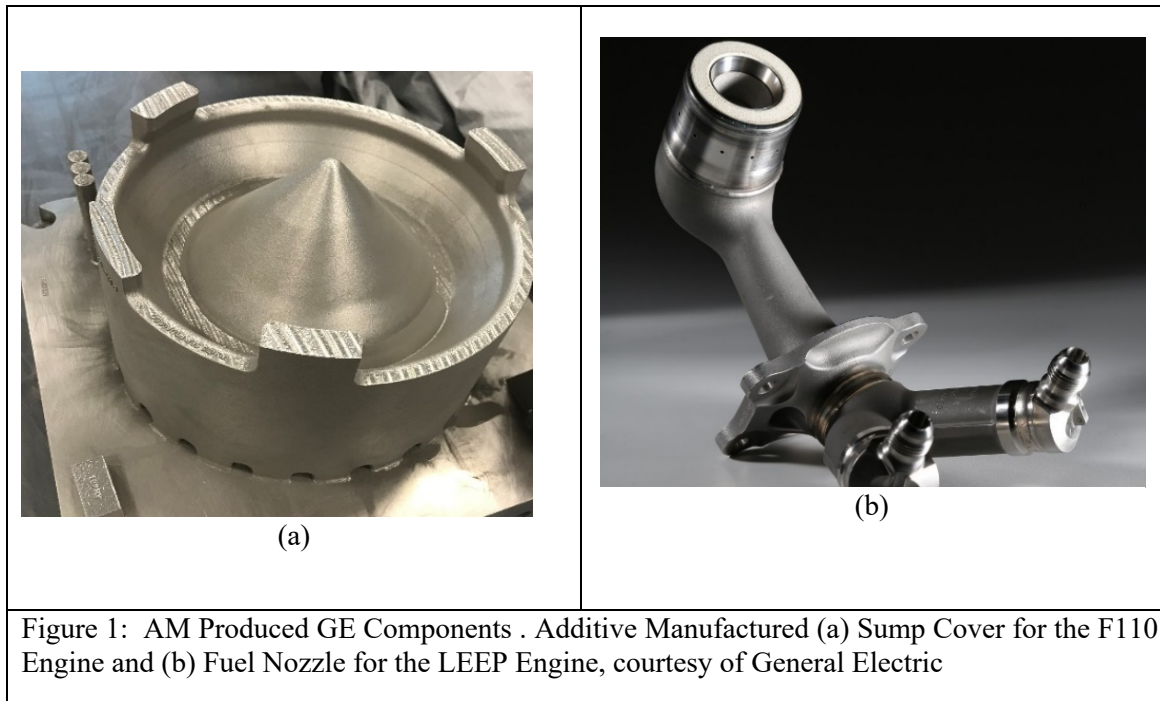 (a)
(b)
Figure 1: AM Produced GE Components . Additive Manufactured (a) Sump Cover for the F110
Engine and (b) Fuel Nozzle for the LEEP Engine, courtesy of General Electric